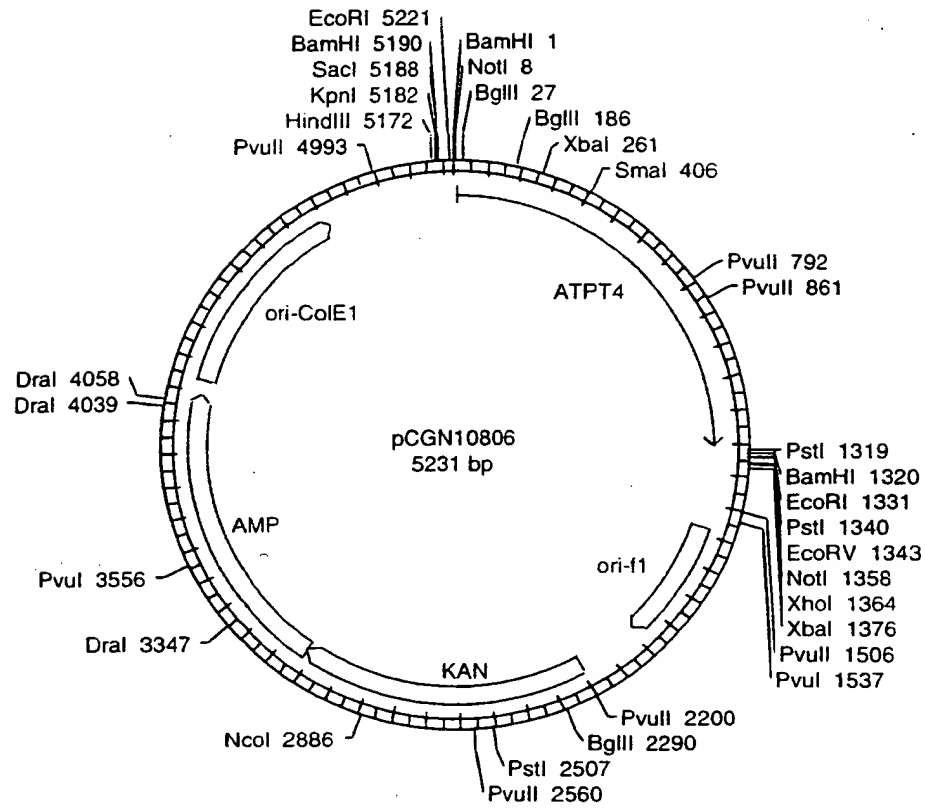 EcoRI 5221
BamHI 5190
SacI 5188
KpnI 5182
HindIII 5172
PvuII 4993
BamHI 1
NotI 8
BglII 27
BglII 186
XbaI 261
SmaI 406
PvuII 792
PvuII 861
ATPT4
ori-ColE1
DraI 4058
DraI 4039
pCGN10806
5231 bp
PstI 1319
BamHI 1320
EcoRI 1331
PstI 1340
EcoRV 1343
NotI 1358
XhoI 1364
XbaI 1376
PvuII 1506
PvuI 1537
AMP
ori-f1
PvuI 3556
DraI 3347
KAN
NcoI 2886
PvuII 2200
BglII 2290
PstI 2507
PvuII 2560